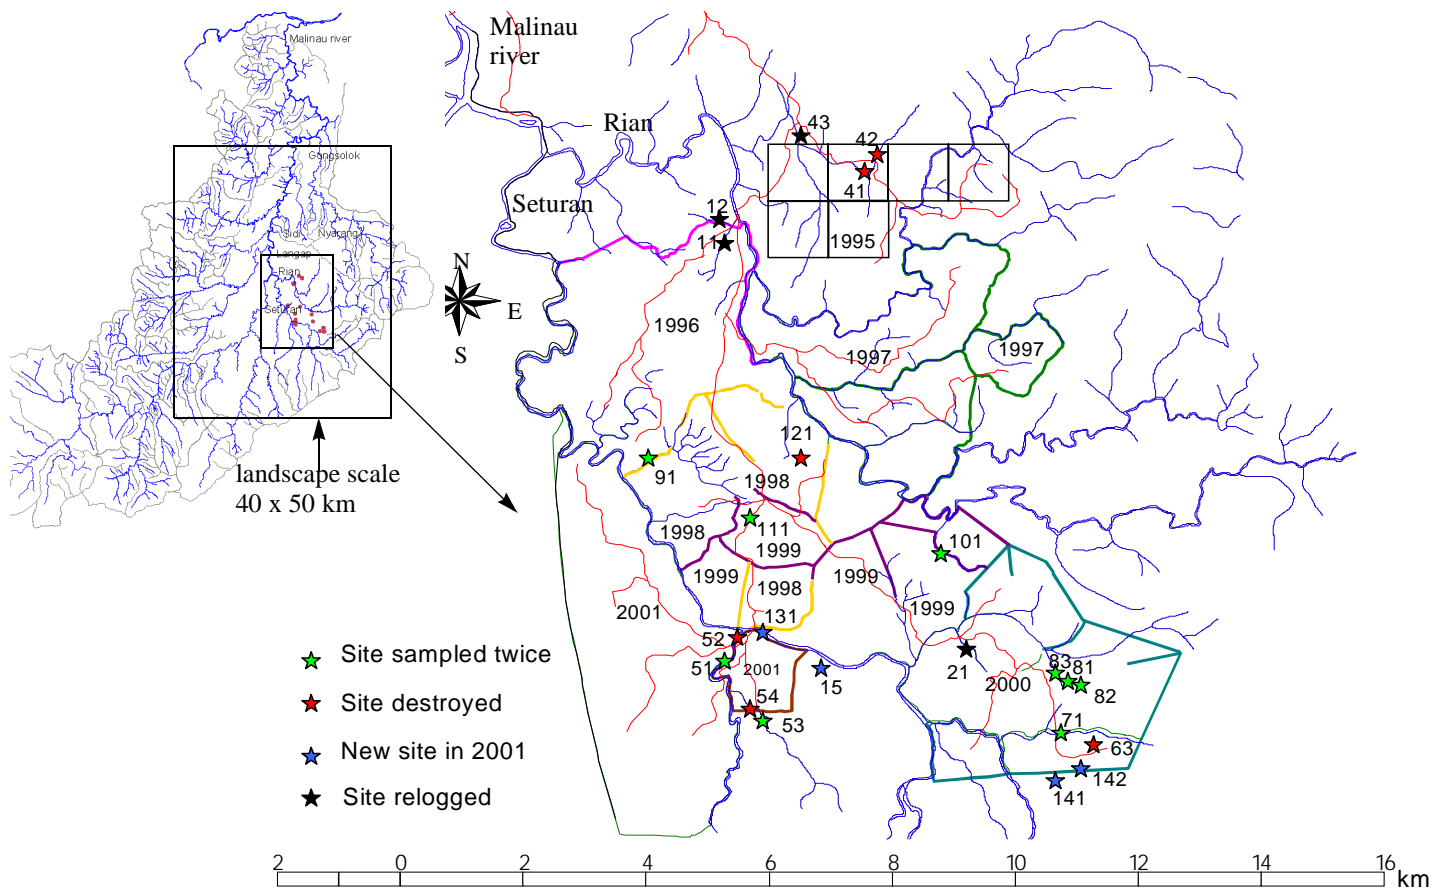 Malinau river
Gongsolok
Sidi
Nyarang
Langap
Rian
Seturan
landscape scale
40 x 50 km
Malinau
river
Rian
Seturan
N
E
S
43
42
41
12
11
1995
1996
1997
1997
121
91
1998
111
1998
1999
101
1999
1998
1999
1999
2001
131
52
51
2001
15
54
53
21
2000
83
81
82
71
63
142
141
Site sampled twice
Site destroyed
New site in 2001
Site relogged
2 0 4 6 8 10 12 14 16
km